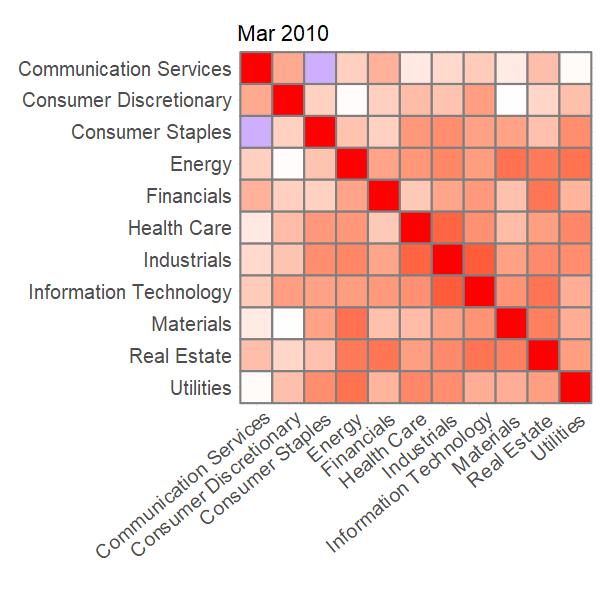 Mar 2010
Communication Services
Consumer Discretionary
Consumer Staples
Energy
Financials
Health Care
Industrials
Information Technology
Materials
Real Estate
Utilities
Communication Services
Consumer Discretionary
Consumer Staples
Energy
Financials
Health Care
Industrials
Information Technology
Materials
Real Estate
Utilities